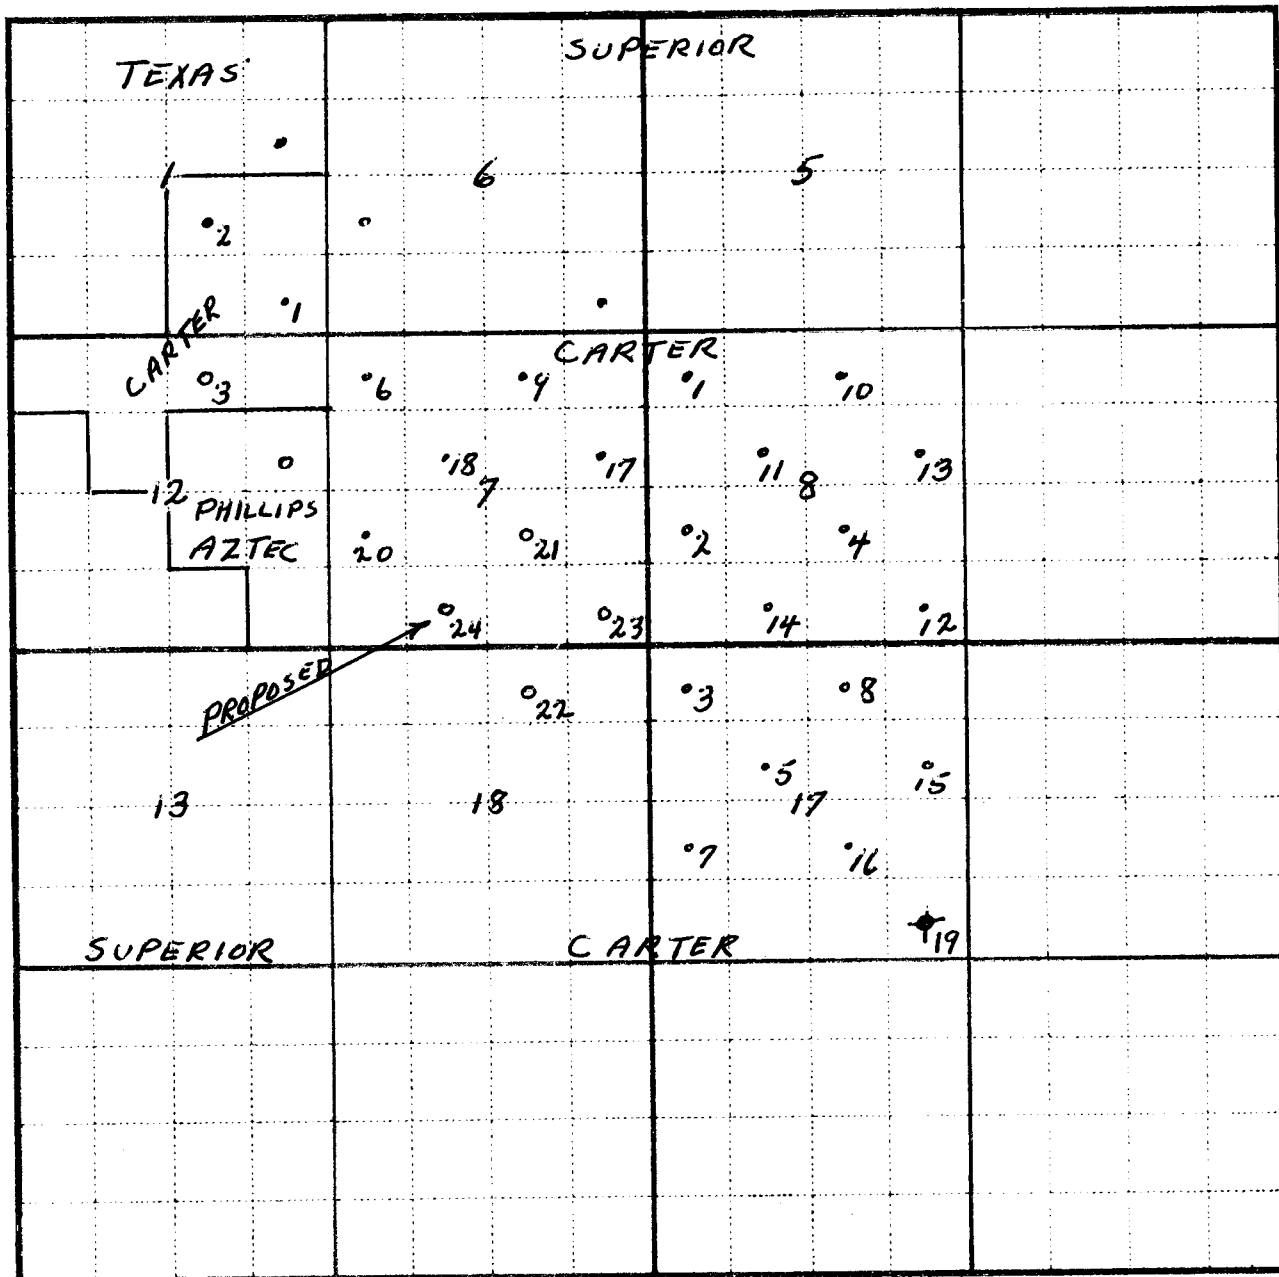 SUPERIOR
TEXAS
1 6 5
2
1
CARTER
CARTER
3 6 9 1 10
18 17 11 13
12 7 8
PHILLIPS
AZTEC
20 21 2 4
24 23 14 12
PROPOSED
22 3 8
5 15
13 18 17
7 16
19
SUPERIOR CARTER